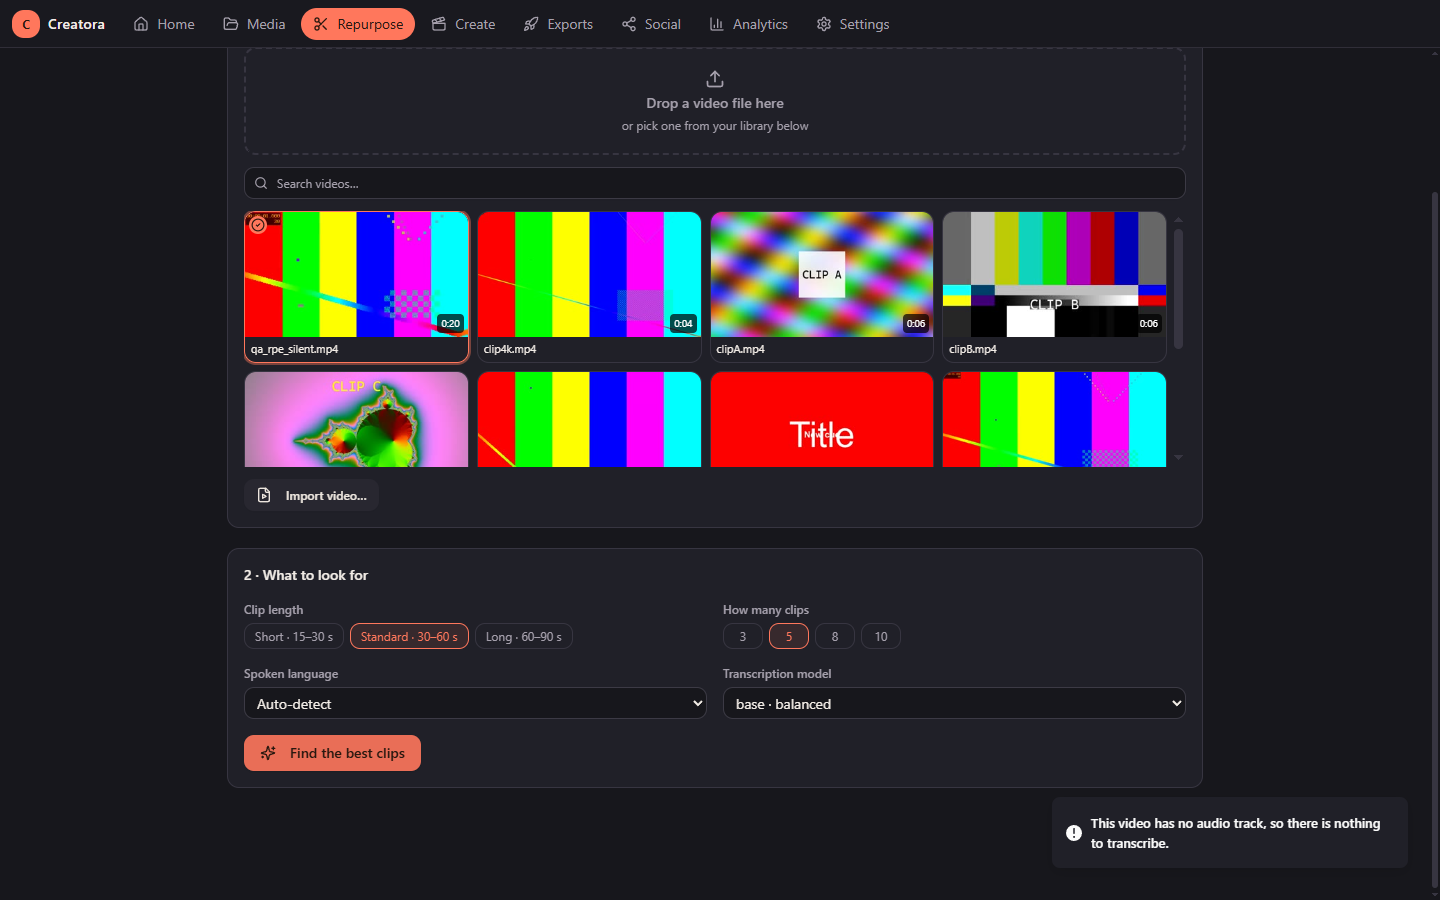 C Creatora Home Media Repurpose Create Exports Social Analytics Settings
Drop a video file here
or pick one from your library below
Search videos...
0:20
0:04
CLIP A
0:06
CLIP B
0:06
qa_rpe_silent.mp4
clip4k.mp4
clipA.mp4
clipB.mp4
CLIP C
Title
Import video...
2 · What to look for
Clip length
How many clips
Short · 15–30 s
Standard · 30–60 s
Long · 60–90 s
3
5
8
10
Spoken language
Transcription model
Auto-detect
base · balanced
Find the best clips
This video has no audio track, so there is nothing
to transcribe.